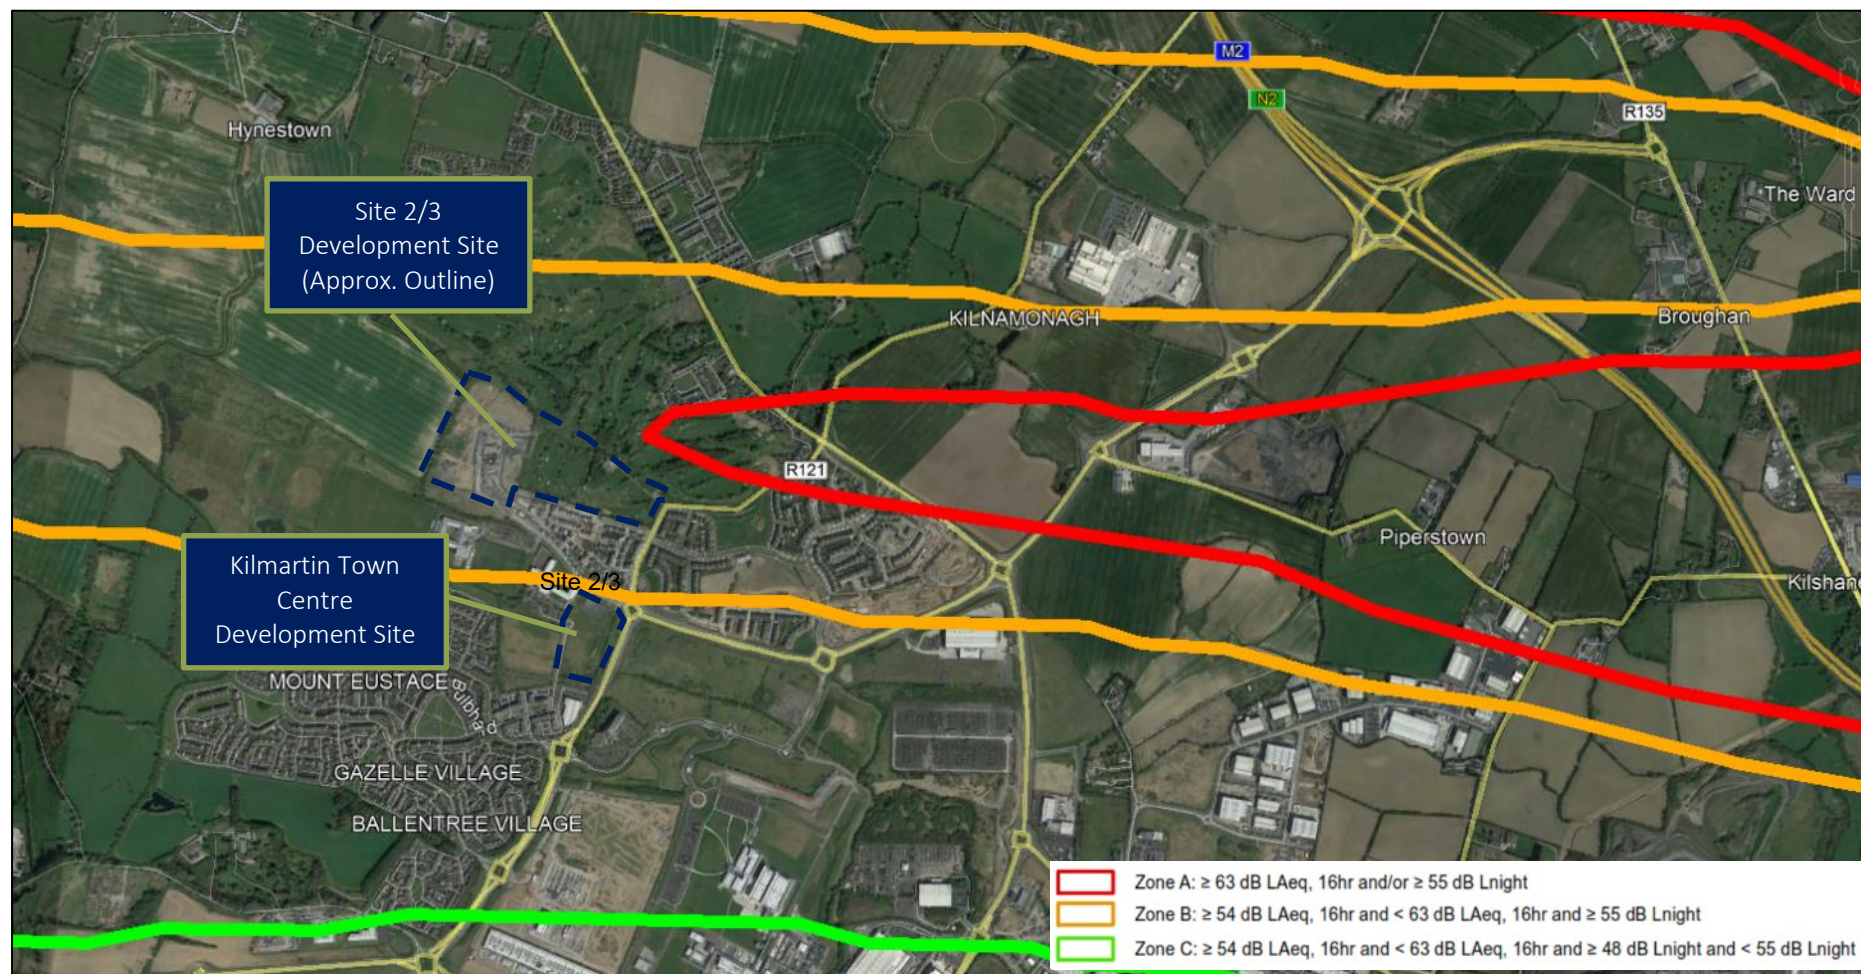 M2
N2
R135
Hynestown
The Ward
Site 2/3
Development Site
(Approx. Outline)
KILNAMONAGH
Broughan
R121
Piperstown
Kilshane
Kilmartin Town
Centre
Development Site
Site 2/3
MOUNT EUSTACE
GAZELLE VILLAGE
BALLENTREE VILLAGE
Zone A: ≥ 63 dB LAeq, 16hr and/or ≥ 55 dB Lnight
Zone B: ≥ 54 dB LAeq, 16hr and < 63 dB LAeq, 16hr and ≥ 55 dB Lnight
Zone C: ≥ 54 dB LAeq, 16hr and < 63 dB LAeq, 16hr and ≥ 48 dB Lnight and < 55 dB Lnight